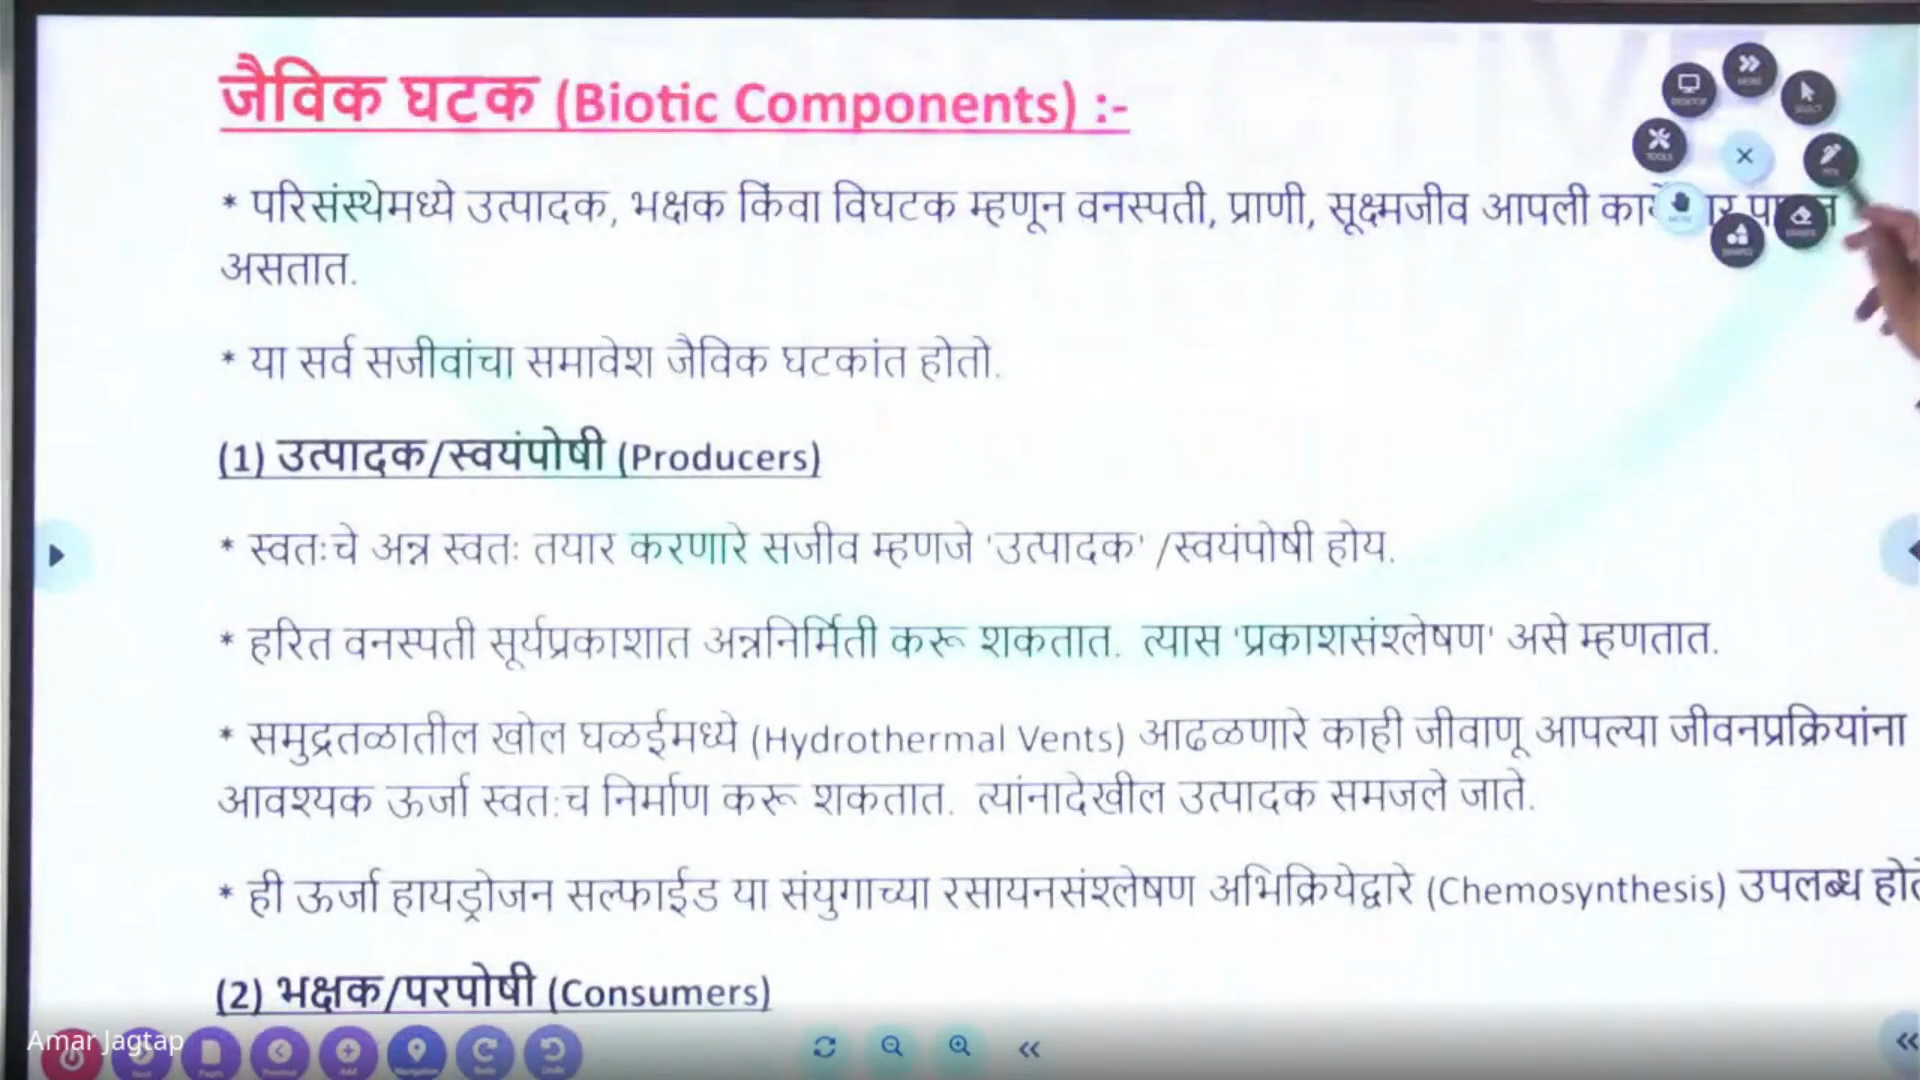 जैविक घटक (Biotic Components) :-
* परिसंस्थेमध्ये उत्पादक, भक्षक किंवा विघटक म्हणून वनस्पती, प्राणी, सूक्ष्मजीव आपली
असतात.
* या सर्व सजीवांचा समावेश जैविक घटकांत होतो.
(1) उत्पादक/स्वयंपोषी (Producers)
* स्वतःचे अन्न स्वतः तयार करणारे सजीव म्हणजे 'उत्पादक' /स्वयंपोषी होय.
* हरित वनस्पती सूर्यप्रकाशात अन्ननिर्मिती करू शकतात. त्यास 'प्रकाशसंश्लेषण' असे म्हणतात.
* समुद्रतळातील खोल घळईमध्ये (Hydrothermal Vents) आढळणारे काही जीवाणू आपल्या जीवनप्रक्रियांना
आवश्यक ऊर्जा स्वतःच निर्माण करू शकतात. त्यांनादेखील उत्पादक समजले जाते.
* ही ऊर्जा हायड्रोजन सल्फाईड या संयुगाच्या रसायनसंश्लेषण अभिक्रियेद्वारे (Chemosynthesis) उपलब्ध
(2) भक्षक/परपोषी (Consumers)
Amar Jagtap